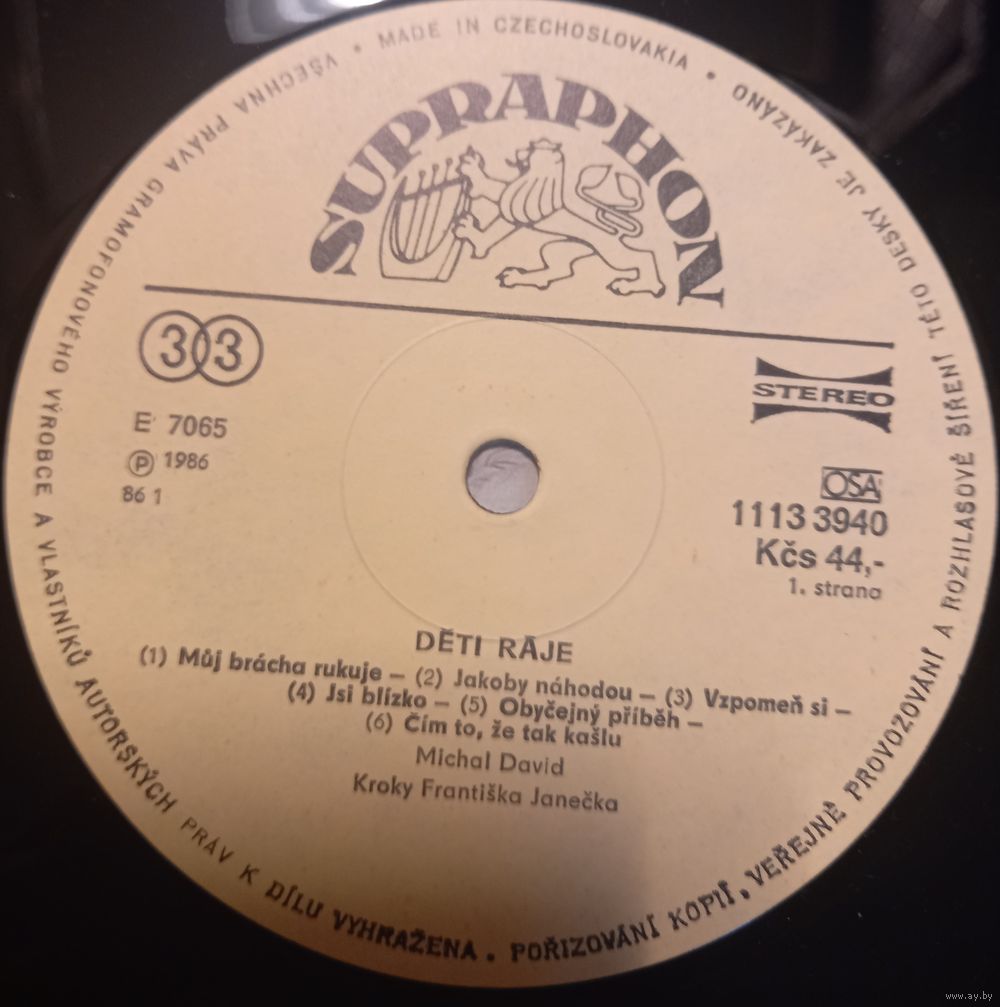 VŠECHNA PRÁVA GRAMOFONOVÉHO VÝROBCE A VLASTNÍKŮ AUTORSKÝCH PRÁV K DÍLU VYHRAŽENA • POŘIZOVÁNÍ KOPIÍ, VEŘEJNÉ PROVOZOVÁNÍ A ROZHLASOVÉ ŠÍŘENÍ TÉTO DESKY JE ZAKÁZÁNO • MADE IN CZECHOSLOVAKIA •
SUPRAPHON
33
STEREO
E 7065
Ⓟ 1986
86 1
OSA
1113 3940
Kčs 44,-
1. strana
DĚTI RÁJE
(1) Můj brácha rukuje – (2) Jakoby náhodou – (3) Vzpomeň si –
(4) Jsi blízko – (5) Obyčejný příběh –
(6) Čím to, že tak kašlu
Michal David
Kroky Františka Janečka
www.ay.by